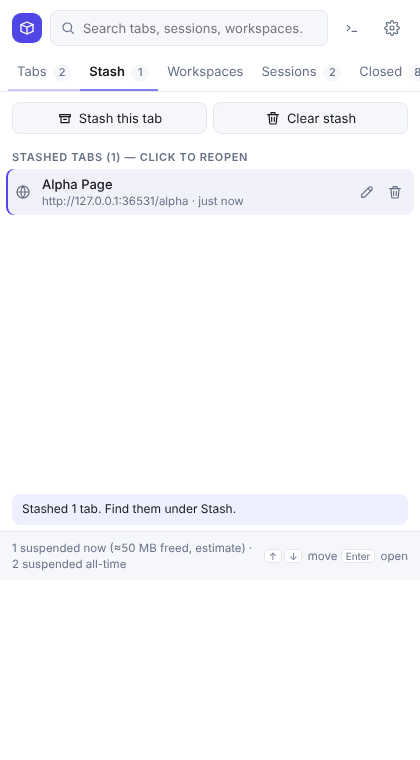 Search tabs, sessions, workspaces.
Tabs 2 Stash 1 Workspaces Sessions 2 Closed 8
Stash this tab Clear stash
STASHED TABS (1) — CLICK TO REOPEN
Alpha Page
http://127.0.0.1:36531/alpha · just now
Stashed 1 tab. Find them under Stash.
1 suspended now (≈50 MB freed, estimate) ·
2 suspended all-time
↑ ↓ move Enter open